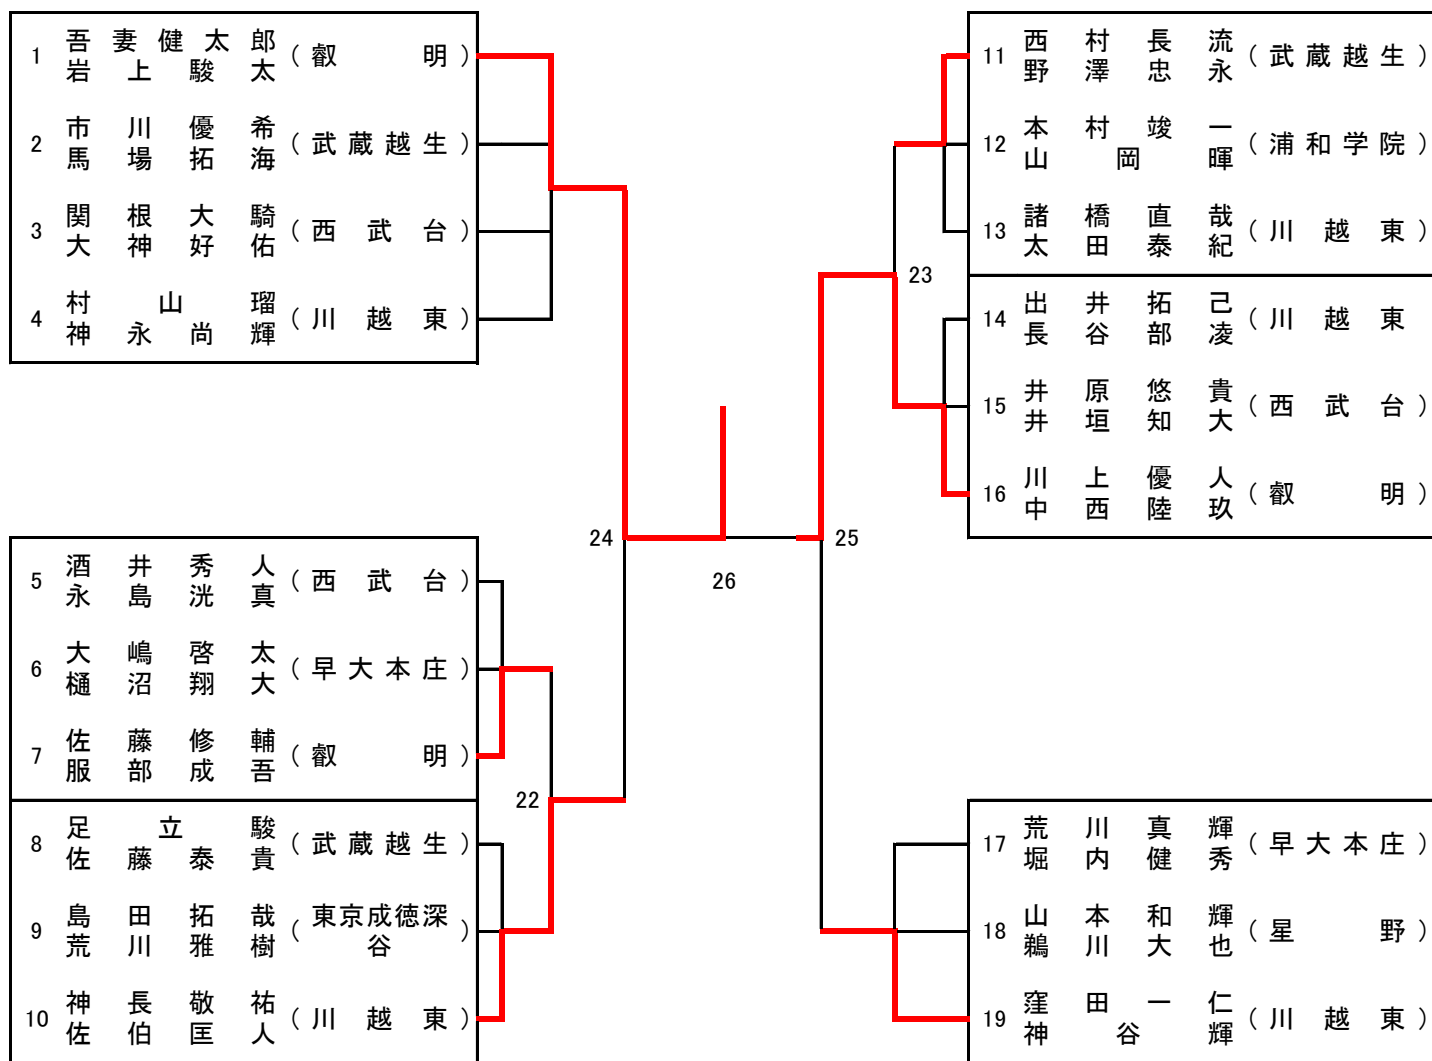 吾妻健太郎
1 (叡明)
岩上駿太
市川優希
2 (武蔵越生)
馬場拓海
関根大騎
3 (西武台)
大神好佑
村山瑠
4 (川越東)
神永尚輝
酒井秀人
5 (西武台)
永島洸真
大嶋啓太
6 (早大本庄)
樋沼翔大
佐藤修輔
7 (叡明)
服部成吾
足立駿
8 (武蔵越生)
佐藤泰貴
島田拓哉
9 (東京成徳深谷)
荒川雅樹
神長敬祐
10 (川越東)
佐伯匡人
22
24
26
25
23
西村長流
11 (武蔵越生)
野澤忠永
本村竣一
12 (浦和学院)
山岡暉
諸橋直哉
13 (川越東)
太田泰紀
出井拓己
14 (川越東
長谷部凌
井原悠貴
15 (西武台)
井垣知大
川上優人
16 (叡明)
中西陸玖
荒川真輝
17 (早大本庄)
堀内健秀
山本和輝
18 (星野)
鵜川大也
窪田一仁
19 (川越東)
神谷輝